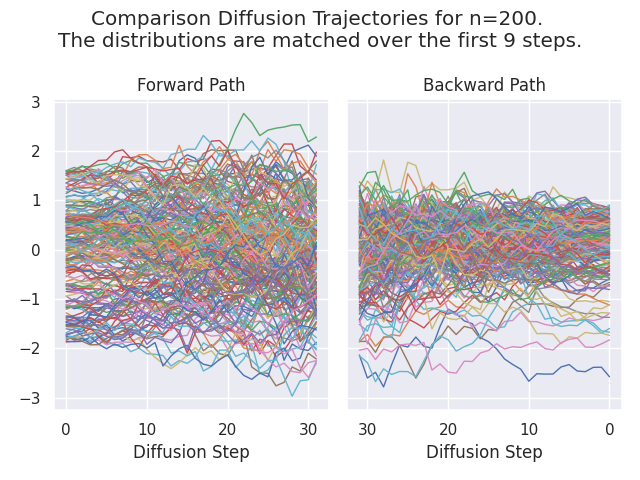 Comparison Diffusion Trajectories for n=200.
The distributions are matched over the first 9 steps.
Forward Path
Backward Path
3
2
1
0
−1
−2
−3
0 10 20 30
30 20 10 0
Diffusion Step
Diffusion Step